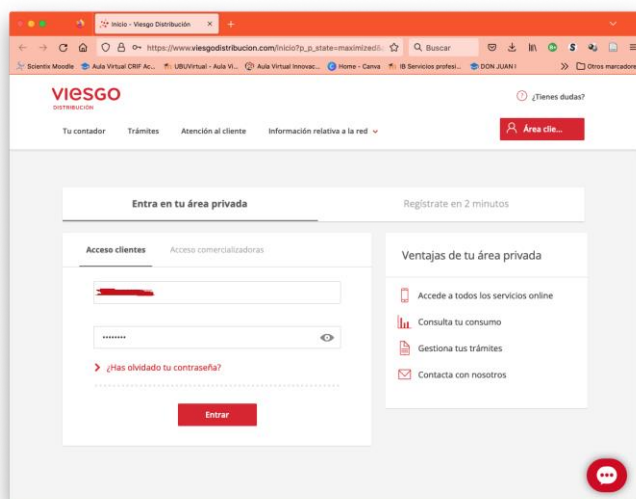 Inicio - Viesgo Distribución
https://www.viesgodistribucion.com/inicio?p_p_state=maximized&
Q Buscar
Scientix Moodle Aula Virtual CRIF Ac... UBUVirtual - Aula Vi... Aula Virtual Innovac... Home - Canva IB Servicios profesi... DON JUAN I Otros marcadores
viesgo
DISTRIBUCIÓN
¿Tienes dudas?
Tu contador Trámites Atención al cliente Información relativa a la red
Área clie...
Entra en tu área privada Regístrate en 2 minutos
Acceso clientes Acceso comercializadoras
Ventajas de tu área privada
Accede a todos los servicios online
Consulta tu consumo
Gestiona tus trámites
Contacta con nosotros
¿Has olvidado tu contraseña?
Entrar